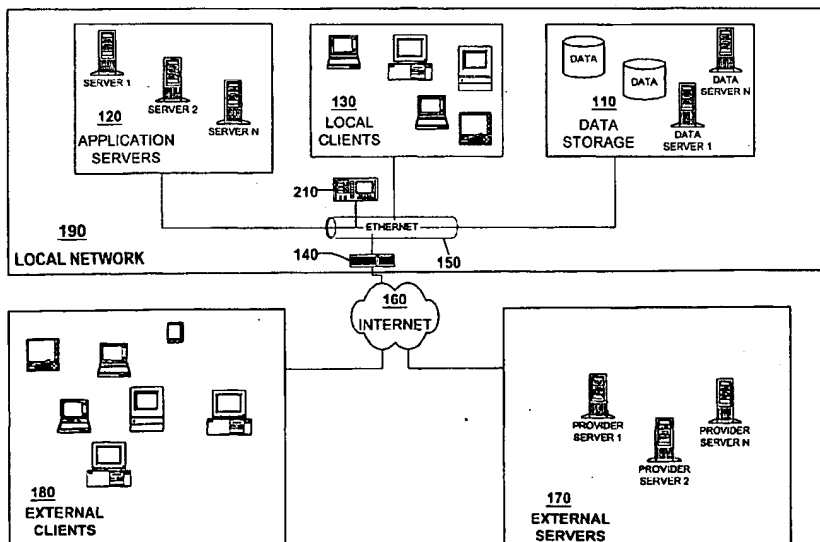 SERVER 1
SERVER 2
SERVER N
120
APPLICATION
SERVERS
130
LOCAL
CLIENTS
DATA
DATA
DATA
SERVER N
DATA
SERVER 1
110
DATA
STORAGE
210
ETHERNET
190
LOCAL NETWORK
140
150
160
INTERNET
180
EXTERNAL
CLIENTS
PROVIDER
SERVER 1
PROVIDER
SERVER 2
PROVIDER
SERVER N
170
EXTERNAL
SERVERS